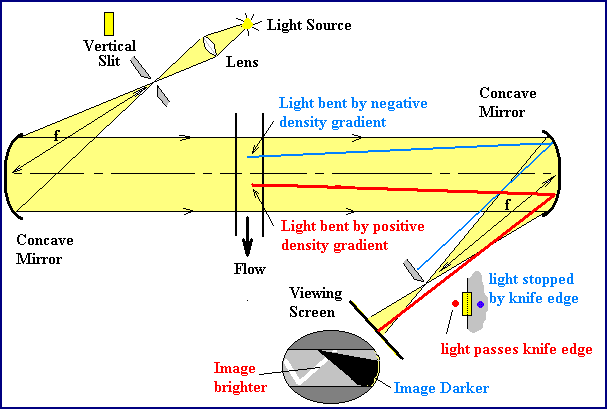 Light Source
Vertical
Slit
Lens
Concave
Mirror
Light bent by negative
density gradient
f
f
Light bent by positive
density gradient
Concave
Mirror
Flow
light stopped
by knife edge
Viewing
Screen
light passes knife edge
Image
brighter
Image Darker